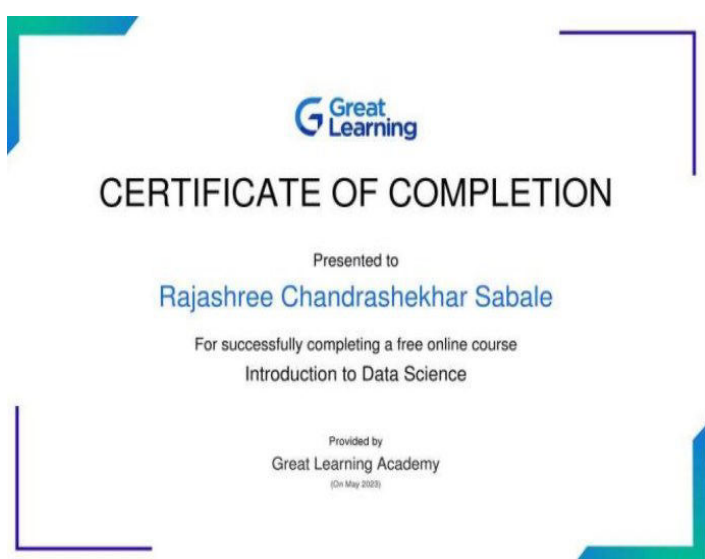 Great
Learning
CERTIFICATE OF COMPLETION
Presented to
Rajashree Chandrashekhar Sabale
For successfully completing a free online course
Introduction to Data Science
Provided by
Great Learning Academy
(On May 2023)